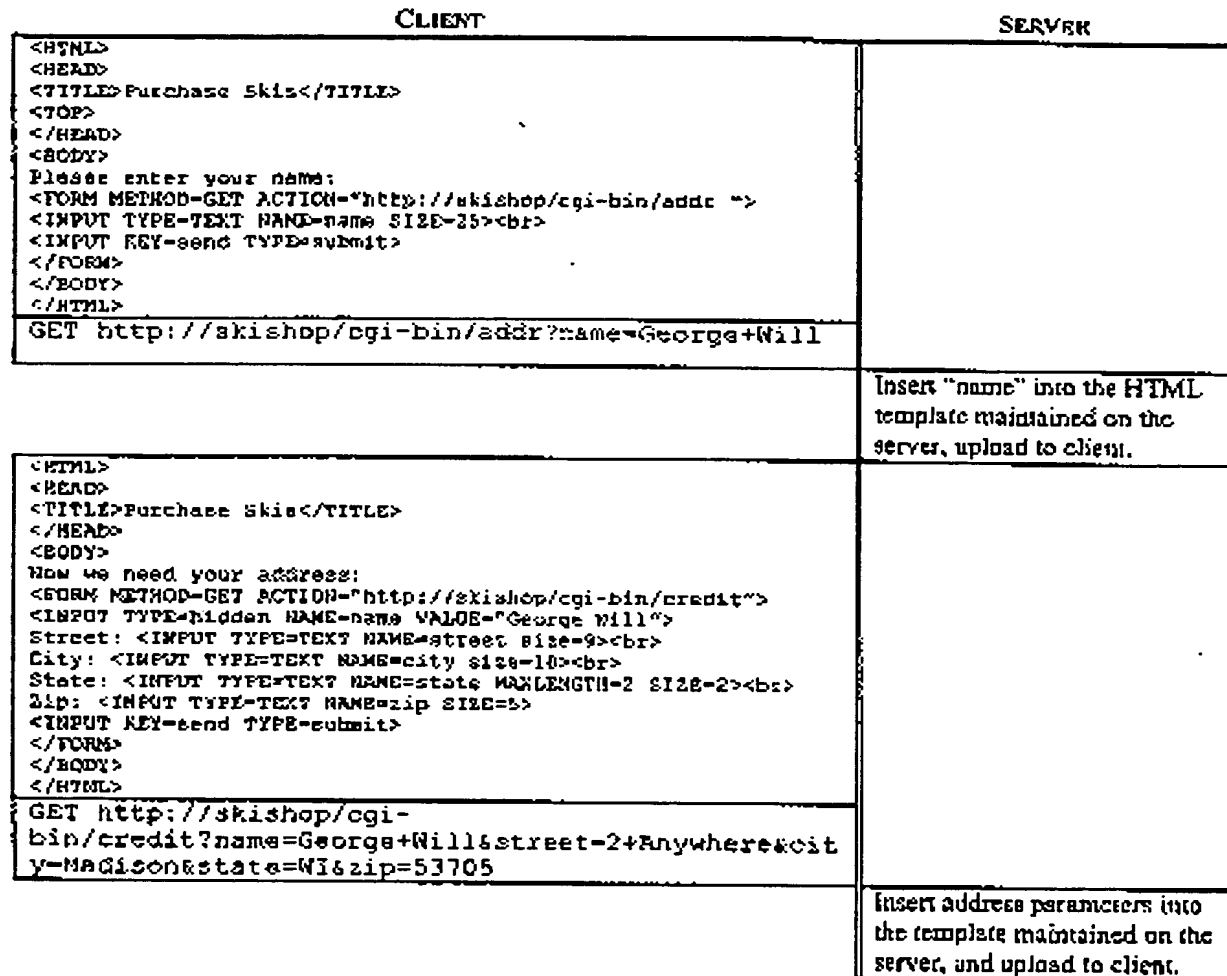 CLIENT
SERVER
<HTML>
<HEAD>
<TITLE>Purchase Skis</TITLE>
<TOP>
</HEAD>
<BODY>
Please enter your name:
<FORM METHOD=GET ACTION="http://skishop/cgi-bin/addr ">
<INPUT TYPE=TEXT NAME=name SIZE=25><br>
<INPUT KEY=send TYPE=submit>
</FORM>
</BODY>
</HTML>
GET http://skishop/cgi-bin/addr?name=George+Will
Insert "name" into the HTML
template maintained on the
server, upload to client.
<HTML>
<HEAD>
<TITLE>Purchase Skis</TITLE>
</HEAD>
<BODY>
Now we need your address:
<FORM METHOD=GET ACTION="http://skishop/cgi-bin/credit">
<INPUT TYPE=hidden NAME=name VALUE="George Will">
Street: <INPUT TYPE=TEXT NAME=street size=9><br>
City: <INPUT TYPE=TEXT NAME=city size=10><br>
State: <INPUT TYPE=TEXT NAME=state MAXLENGTH=2 SIZE=2><br>
Zip: <INPUT TYPE=TEXT NAME=zip SIZE=5>
<INPUT KEY=send TYPE=submit>
</FORM>
</BODY>
</HTML>
GET http://skishop/cgi-
bin/credit?name=George+Will&street=2+Anywhere&cit
y=Madison&state=WI&zip=53705
Insert address parameters into
the template maintained on the
server, and upload to client.